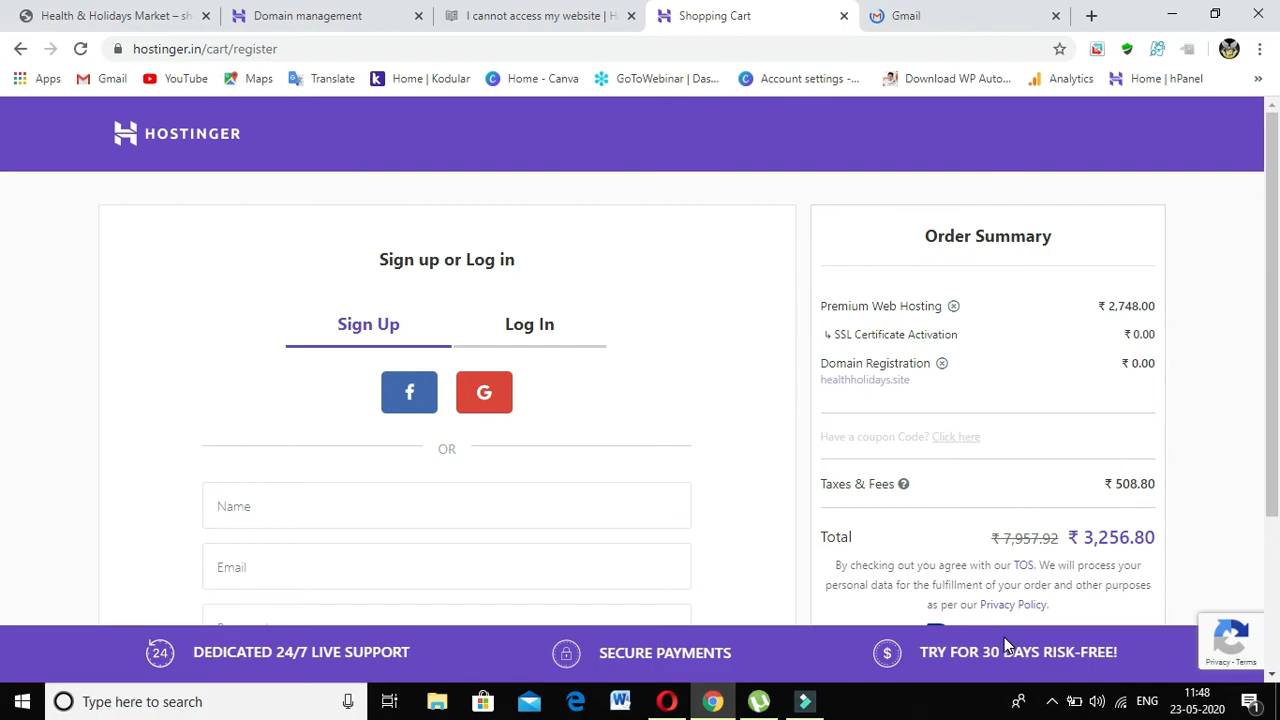 Health & Holidays Market – sh
Domain management
I cannot access my website | H
Shopping Cart
Gmail
hostinger.in/cart/register
Apps
Gmail
YouTube
Maps
Translate
Home | Kodular
Home - Canva
GoToWebinar | Das...
Account settings -...
Download WP Auto...
Analytics
Home | hPanel
HOSTINGER
Sign up or Log in
Sign Up
Log In
OR
Name
Email
Order Summary
Premium Web Hosting ₹ 2,748.00
↳ SSL Certificate Activation ₹ 0.00
Domain Registration ₹ 0.00
healthholidays.site
Have a coupon Code? Click here
Taxes & Fees ₹ 508.80
Total ₹ 7,957.92 ₹ 3,256.80
By checking out you agree with our TOS. We will process your
personal data for the fulfillment of your order and other purposes
as per our Privacy Policy.
24 DEDICATED 24/7 LIVE SUPPORT
SECURE PAYMENTS
$ TRY FOR 30 DAYS RISK-FREE!
Privacy - Terms
Type here to search
ENG
11:48
23-05-2020